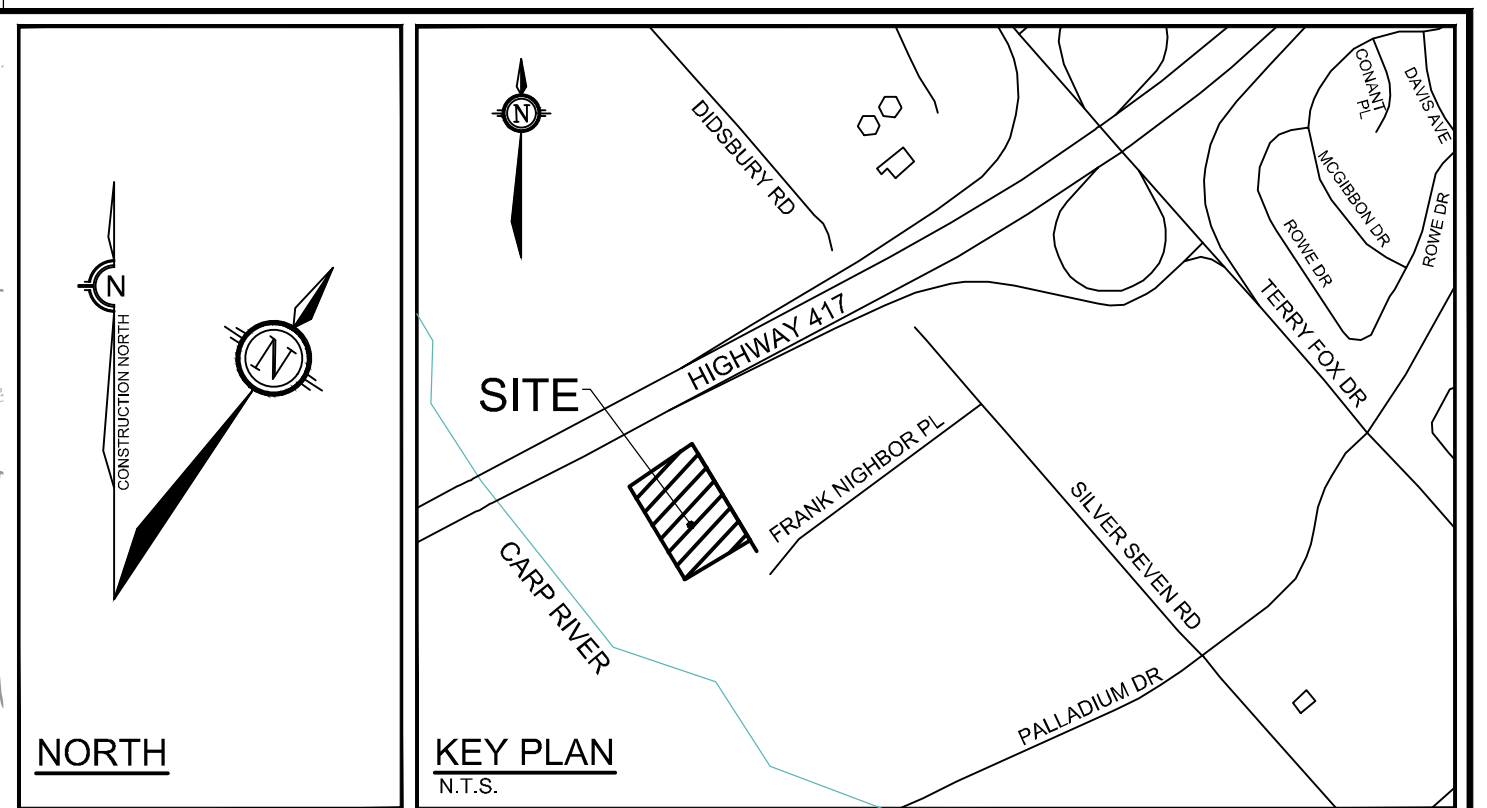 N
CONSTRUCTION NORTH
N
NORTH
N
DIDSBURY RD
CONANT
PL
DAVIS AVE
MCGIBBON DR
ROWE DR
ROWE DR
HIGHWAY 417
TERRY FOX DR
SITE
FRANK NIGHBOR PL
SILVER SEVEN RD
CARP RIVER
PALLADIUM DR
KEY PLAN
N.T.S.